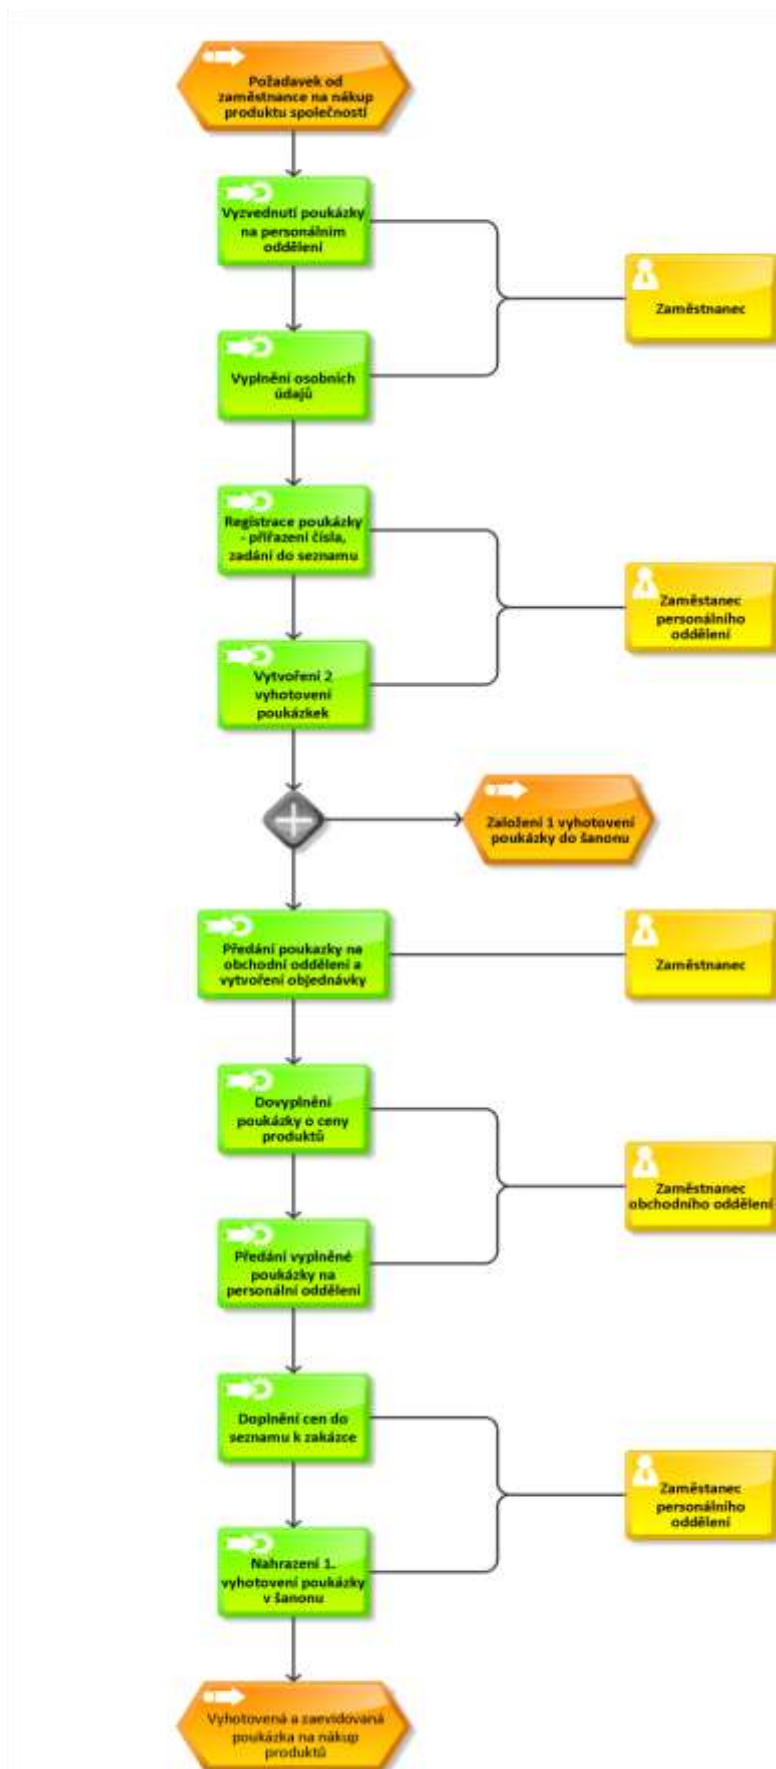 Požadavek od
zaměstnance na nákup
produktu společnosti
Vyzvednutí poukázky
na personálním
oddělení
Zaměstnanec
Vyplnění osobních
údajů
Registrace poukázky
- přiřazení čísla,
zadání do seznamu
Zaměstanec
personálního
oddělení
Vytvoření 2
vyhotovení
poukázkek
Založení 1 vyhotovení
poukázky do šanonu
Předání poukazky na
obchodní oddělení a
vytvoření objednávky
Zaměstnanec
Dovyplnění
poukázky o ceny
produktů
Zaměstnanec
obchodního oddělení
Předání vyplněné
poukázky na
personální oddělení
Doplnění cen do
seznamu k zakázce
Zaměstanec
personálního
oddělení
Nahrazení 1.
vyhotovení poukázky
v šanonu
Vyhotovená a zaevidovaná
poukázka na nákup
produktů